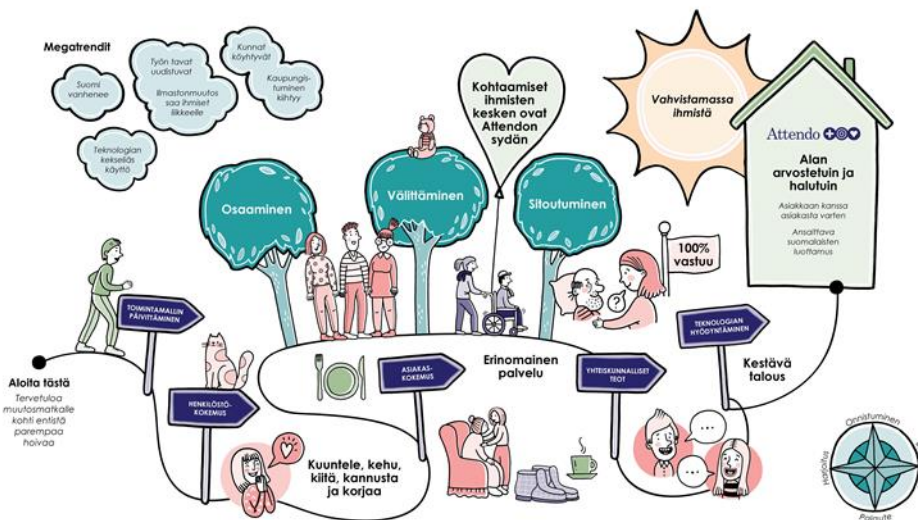 Megatrendit
Suomi
vanhenee
Työn tavat
uudistuvat
Ilmastonmuutos
saa ihmiset
liikkeelle
Kunnat
köyhtyvät
Kaupungis-
tuminen
kiihtyy
Teknologian
kekseliäs
käyttö
Osaaminen
Välittäminen
Sitoutuminen
Kohtaamiset
ihmisten
kesken ovat
Attendon
sydän
Vahvistamassa
ihmistä
Attendo
Alan
arvostetuin ja
halutuin
Asiakkaan kanssa
asiakasta varten
Ansaittava
suomalaisten
luottamus
100%
vastuu
Aloita tästä
Tervetuloa
muutosmatkalle
kohti entistä
parempaa
hoivaa
TOIMINTAMALLIN
PÄIVITTÄMINEN
HENKILÖSTÖ-
KOKEMUS
Kuuntele, kehu,
kiitä, kannusta
ja korjaa
ASIAKAS-
KOKEMUS
Erinomainen
palvelu
YHTEISKUNNALLISET
TEOT
TEKNOLOGIAN
HYÖDYNTÄMINEN
Kestävä
talous
Onnistuminen
Harjoitus
Palaute